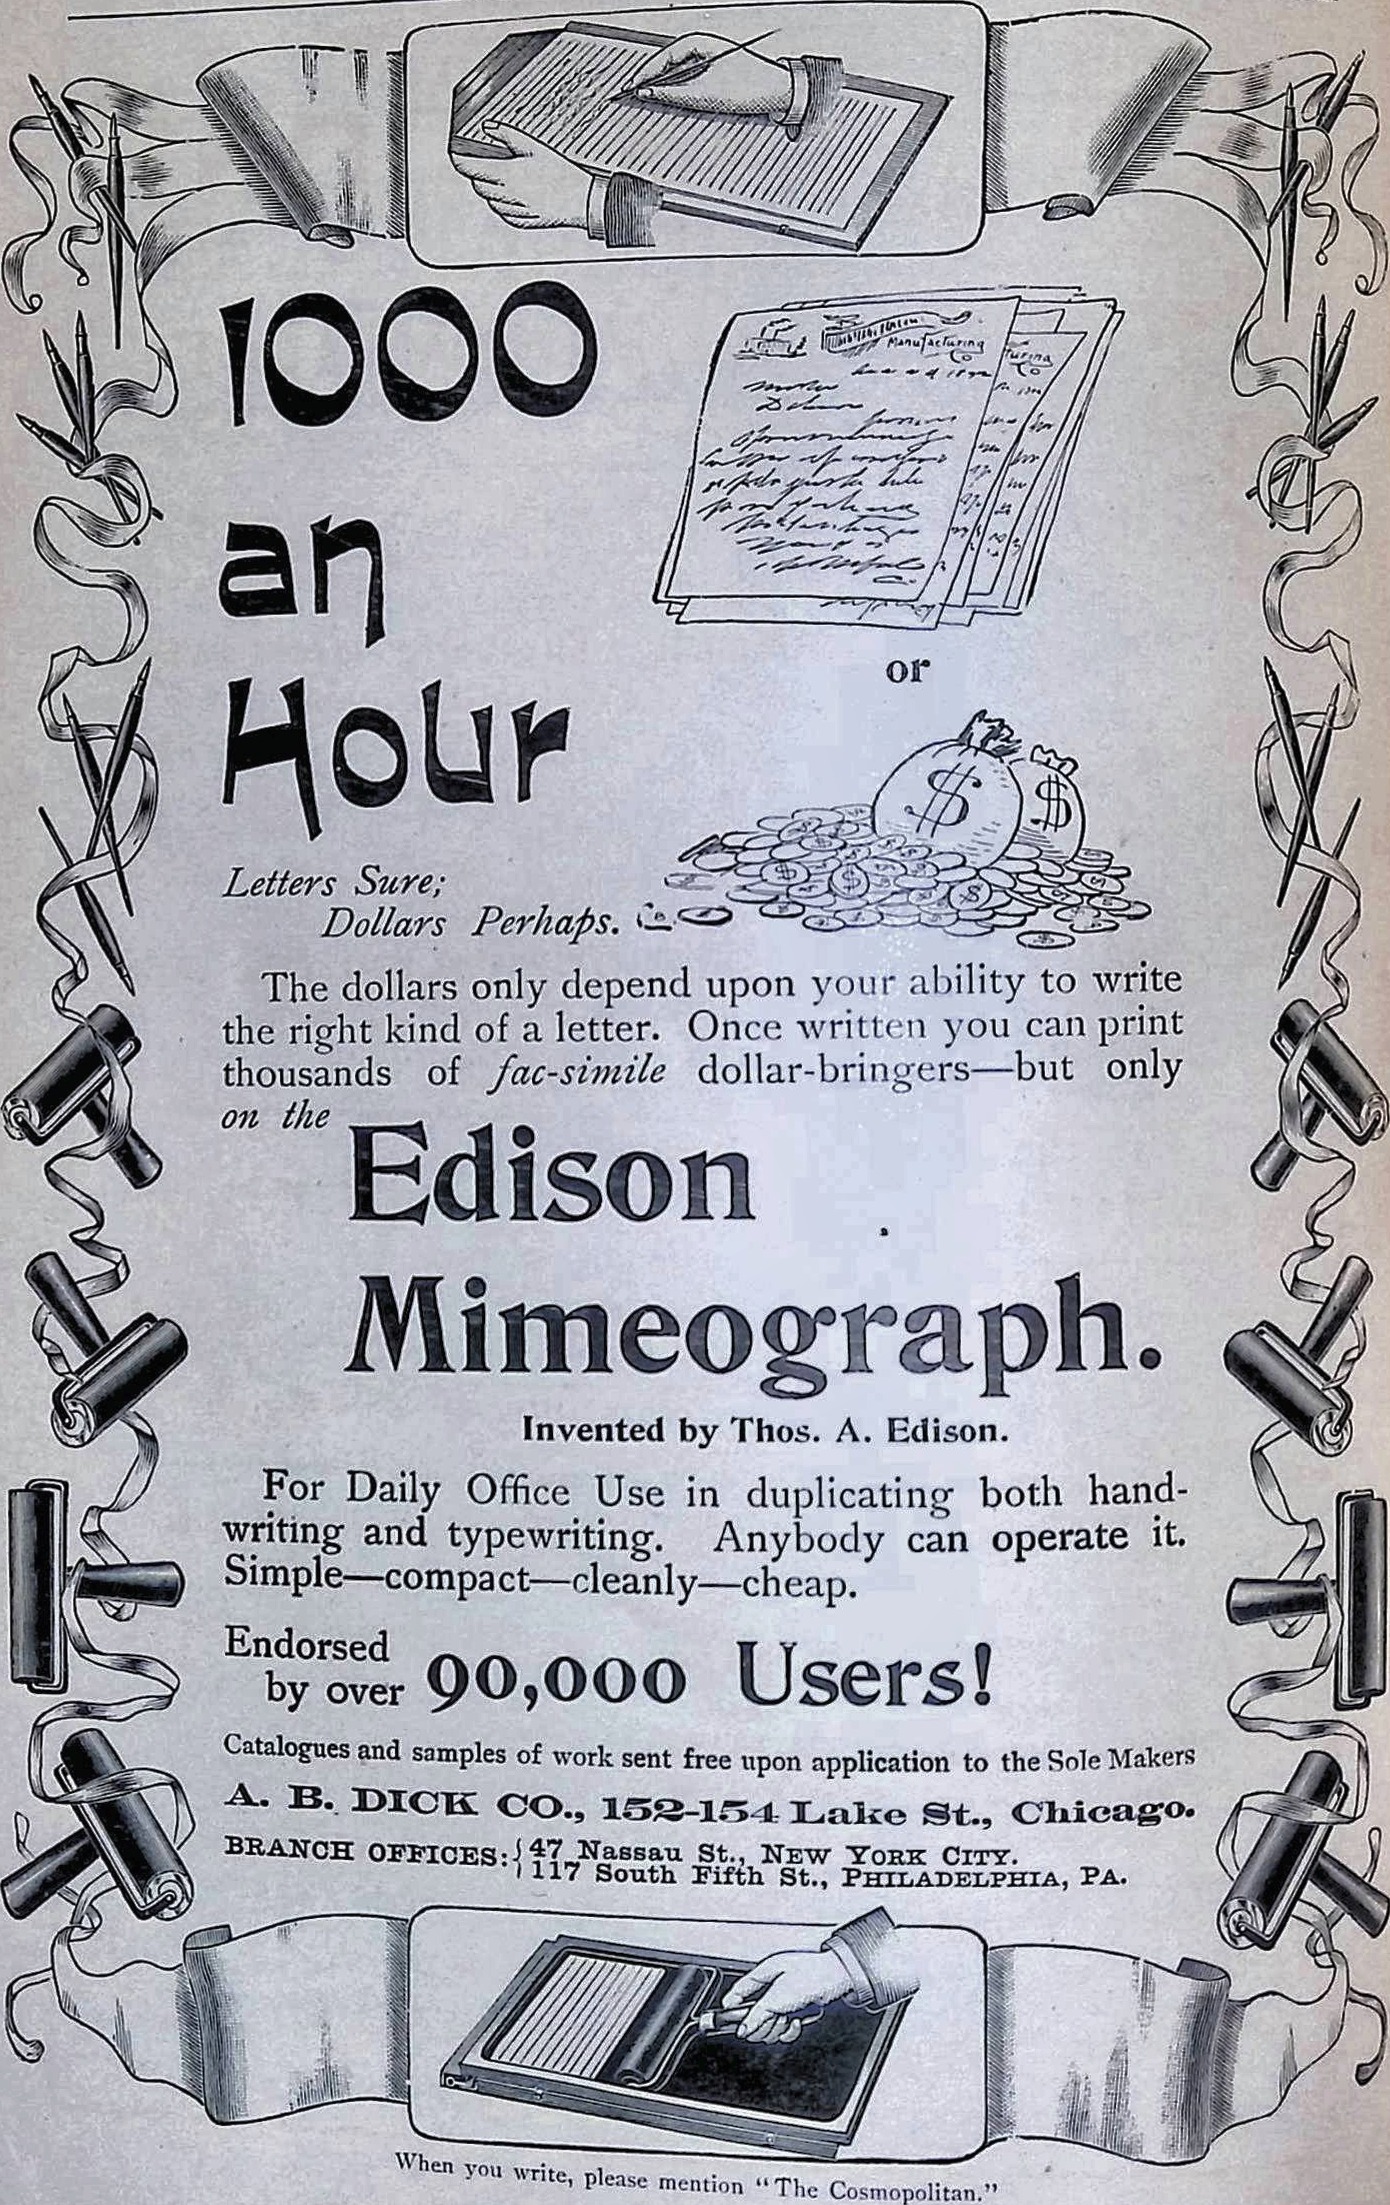 1000
an
Hour
Manufacturing
Co
turing
Co
or
$ $
Letters Sure;
Dollars Perhaps.
The dollars only depend upon your ability to write
the right kind of a letter. Once written you can print
thousands of fac-simile dollar-bringers—but only
on the
Edison
Mimeograph.
Invented by Thos. A. Edison.
For Daily Office Use in duplicating both hand-
writing and typewriting. Anybody can operate it.
Simple—compact—cleanly—cheap.
Endorsed
by over 90,000 Users!
Catalogues and samples of work sent free upon application to the Sole Makers
A. B. DICK CO., 152-154 Lake St., Chicago.
BRANCH OFFICES: { 47 Nassau St., NEW YORK CITY.
117 South Fifth St., PHILADELPHIA, PA.
When you write, please mention "The Cosmopolitan."